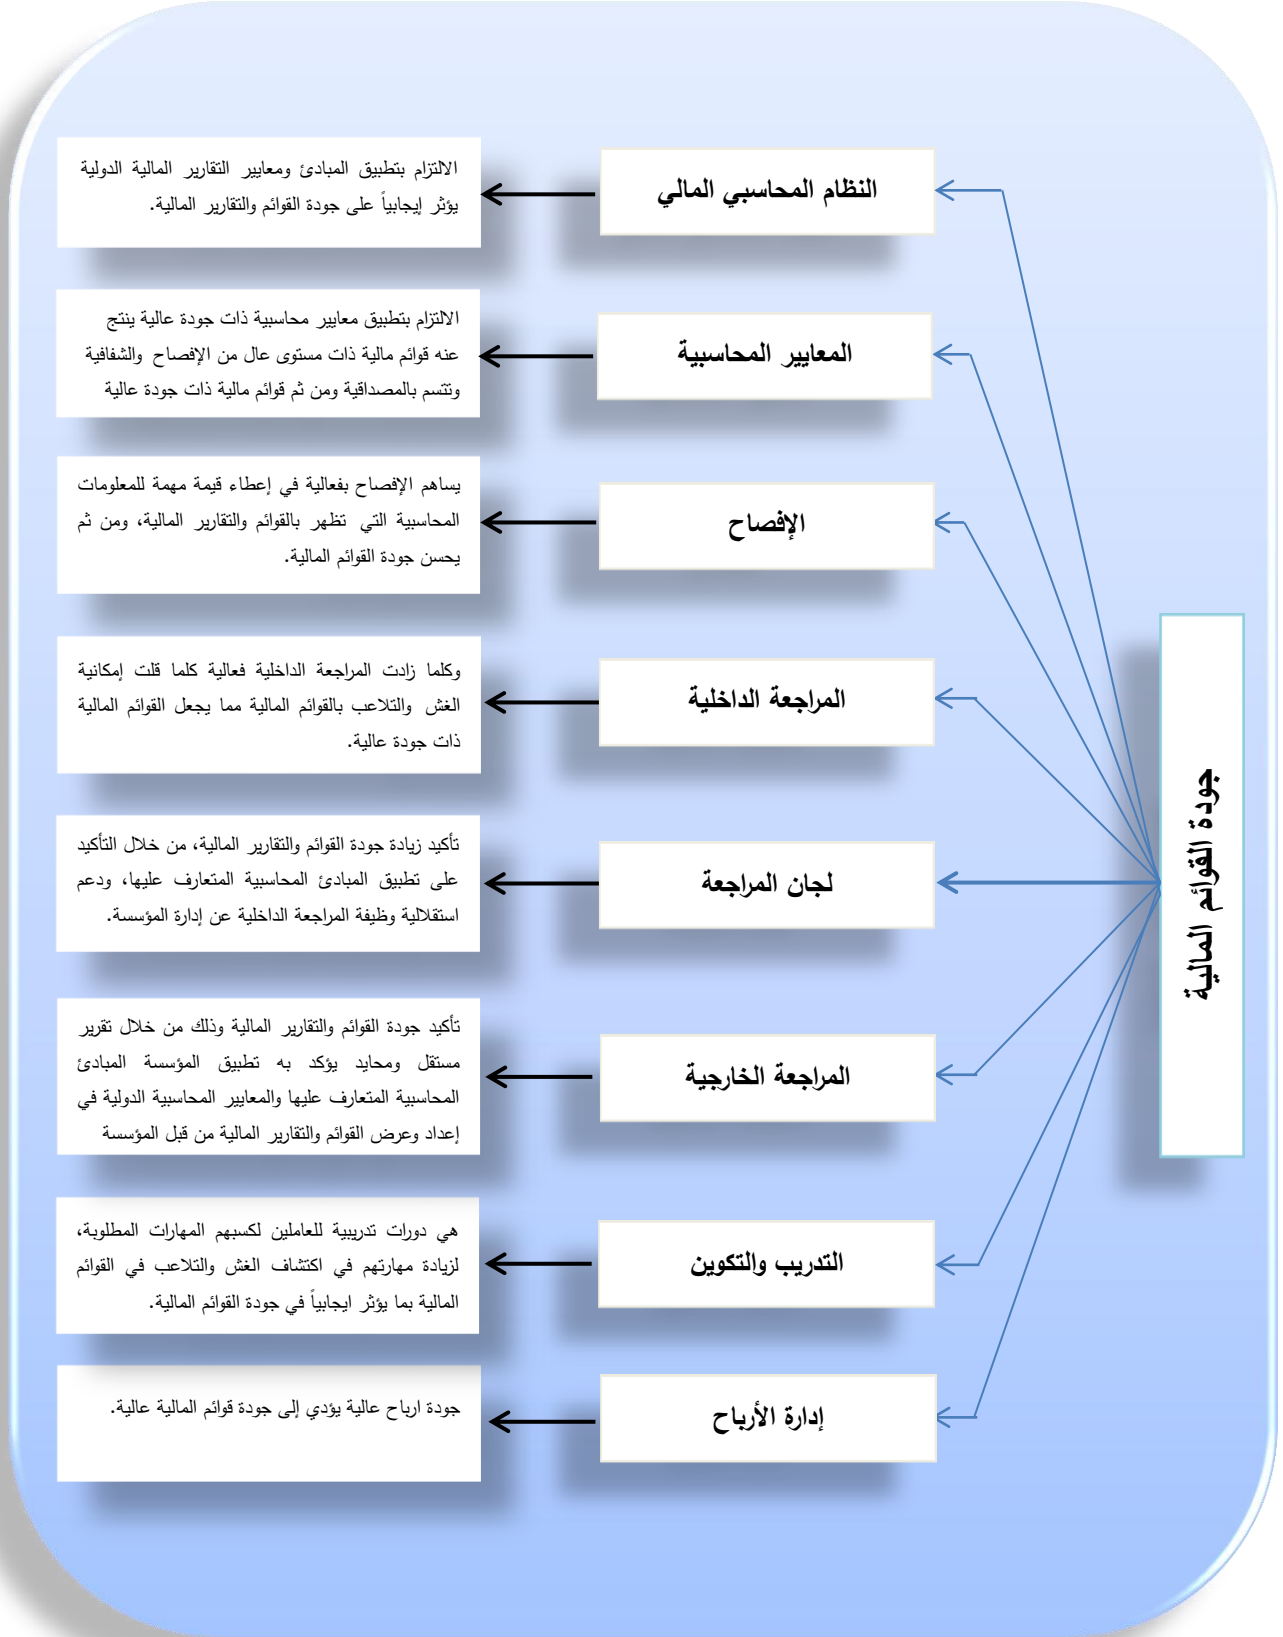 جودة القوائم المالية
النظام المحاسبي المالي
الالتزام بتطبيق المبادئ ومعايير التقارير المالية الدولية
يؤثر إيجابياً على جودة القوائم والتقارير المالية.
المعايير المحاسبية
الالتزام بتطبيق معايير محاسبية ذات جودة عالية ينتج
عنه قوائم مالية ذات مستوى عال من الإفصاح والشفافية
وتتسم بالمصداقية ومن ثم قوائم مالية ذات جودة عالية
الإفصاح
يساهم الإفصاح بفعالية في إعطاء قيمة مهمة للمعلومات
المحاسبية التي تظهر بالقوائم والتقارير المالية، ومن ثم
يحسن جودة القوائم المالية.
المراجعة الداخلية
وكلما زادت المراجعة الداخلية فعالية كلما قلت إمكانية
الغش والتلاعب بالقوائم المالية مما يجعل القوائم المالية
ذات جودة عالية.
لجان المراجعة
تأكيد زيادة جودة القوائم والتقارير المالية، من خلال التأكيد
على تطبيق المبادئ المحاسبية المتعارف عليها، ودعم
استقلالية وظيفة المراجعة الداخلية عن إدارة المؤسسة.
المراجعة الخارجية
تأكيد جودة القوائم والتقارير المالية وذلك من خلال تقرير
مستقل ومحايد يؤكد به تطبيق المؤسسة المبادئ
المحاسبية المتعارف عليها والمعايير المحاسبية الدولية في
إعداد وعرض القوائم والتقارير المالية من قبل المؤسسة
التدريب والتكوين
هي دورات تدريبية للعاملين لكسبهم المهارات المطلوبة،
لزيادة مهارتهم في اكتشاف الغش والتلاعب في القوائم
المالية بما يؤثر ايجابياً في جودة القوائم المالية.
إدارة الأرباح
جودة ارباح عالية يؤدي إلى جودة قوائم المالية عالية.